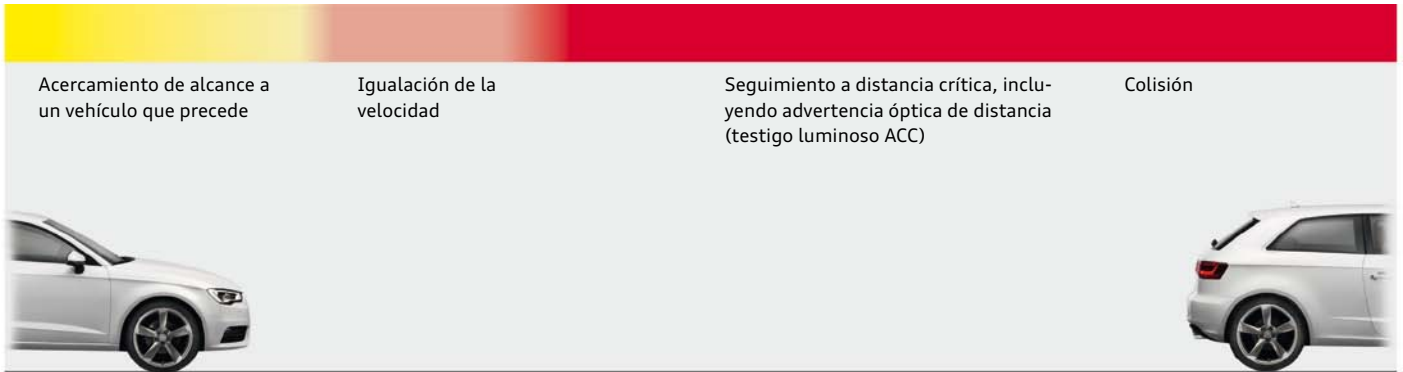 Acercamiento de alcance a
un vehículo que precede
Igualación de la
velocidad
Seguimiento a distancia crítica, inclu-
yendo advertencia óptica de distancia
(testigo luminoso ACC)
Colisión